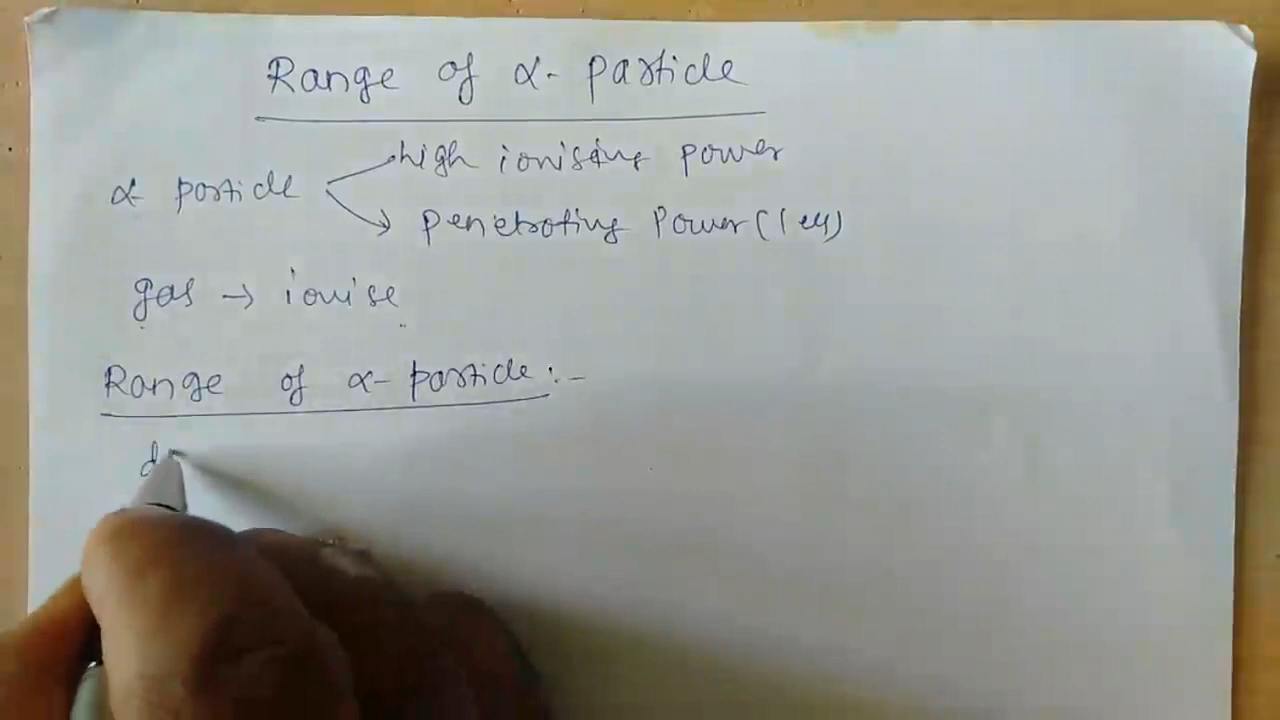 Range of α- particle
α particle high ionising power
Penetrating Power (less)
gas → ionise
Range of α- particle :-